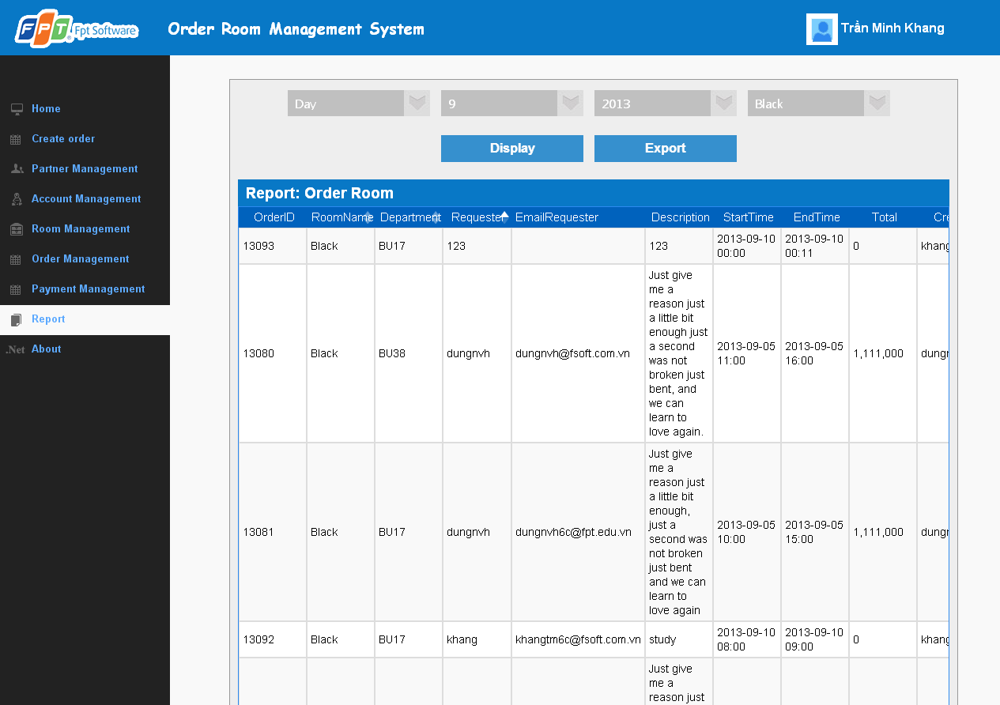 FPT Fpt Software
Order Room Management System
Trần Minh Khang
Home
Create order
Partner Management
Account Management
Room Management
Order Management
Payment Management
Report
.Net About
Day 9 2013 Black
Display Export
Report: Order Room
OrderID RoomName Department Requester EmailRequester Description StartTime EndTime Total Cre
13093 Black BU17 123 123 2013-09-10 00:00 2013-09-10 00:11 0 khang
13080 Black BU38 dungnvh dungnvh@fsoft.com.vn
Just give
me a
reason just
a little bit
enough just
a second
was not
broken just
bent, and
we can
learn to
love again.
2013-09-05 11:00 2013-09-05 16:00 1,111,000 dungn
13081 Black BU17 dungnvh dungnvh6c@fpt.edu.vn
Just give
me a
reason just
a little bit
enough,
just a
second was
not broken
just bent
and we can
learn to
love again
2013-09-05 10:00 2013-09-05 15:00 1,111,000 dungn
13092 Black BU17 khang khangtm6c@fsoft.com.vn study 2013-09-10 08:00 2013-09-10 09:00 0 khang
Just give
me a
reason just